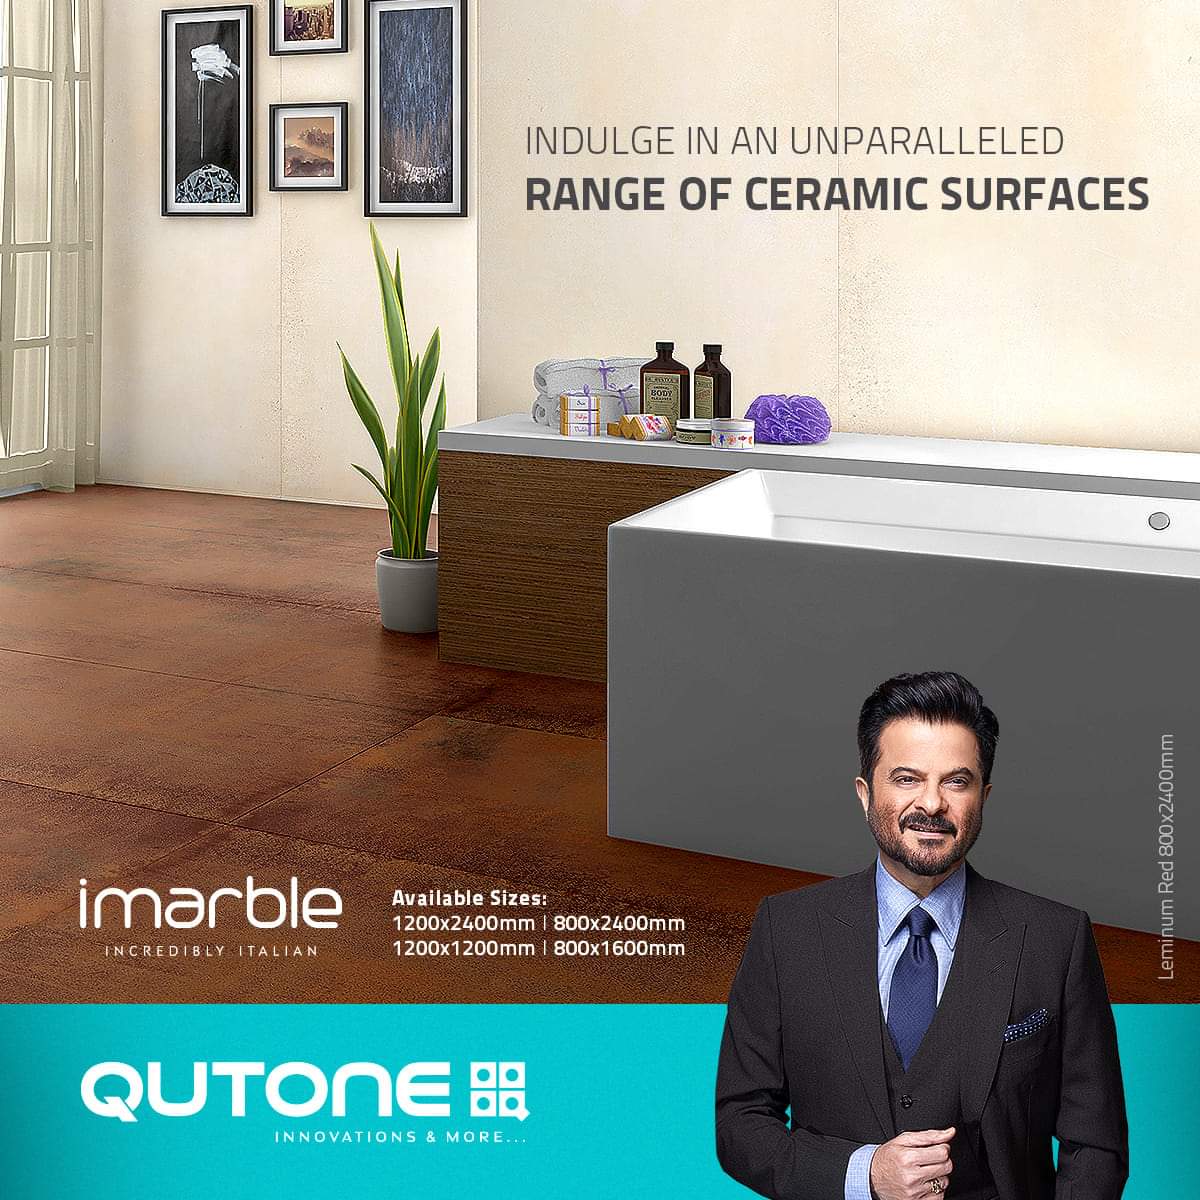 INDULGE IN AN UNPARALLELED
RANGE OF CERAMIC SURFACES
BODY
imarble
INCREDIBLY ITALIAN
Available Sizes:
1200x2400mm | 800x2400mm
1200x1200mm | 800x1600mm
Leminum Red 800x2400mm
QUTONE
INNOVATIONS & MORE...